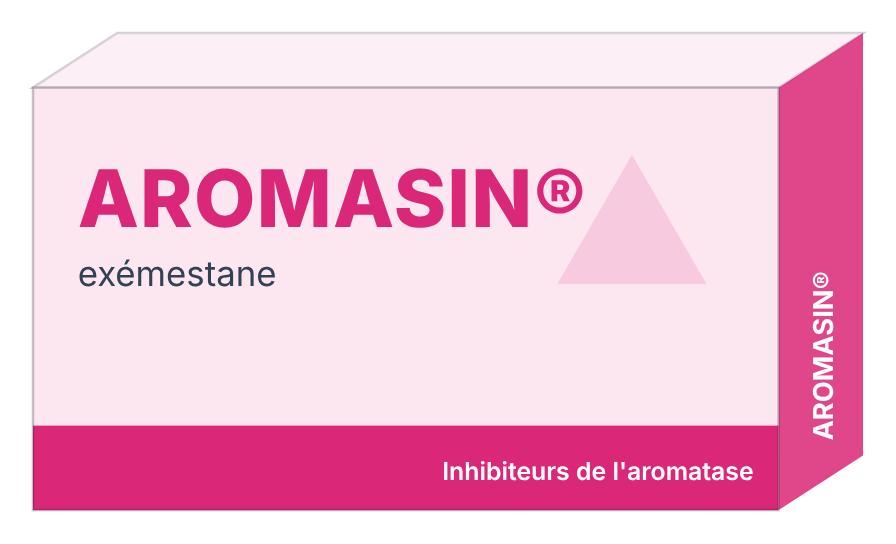 AROMASIN®
exémestane
Inhibiteurs de l'aromatase
AROMASIN®